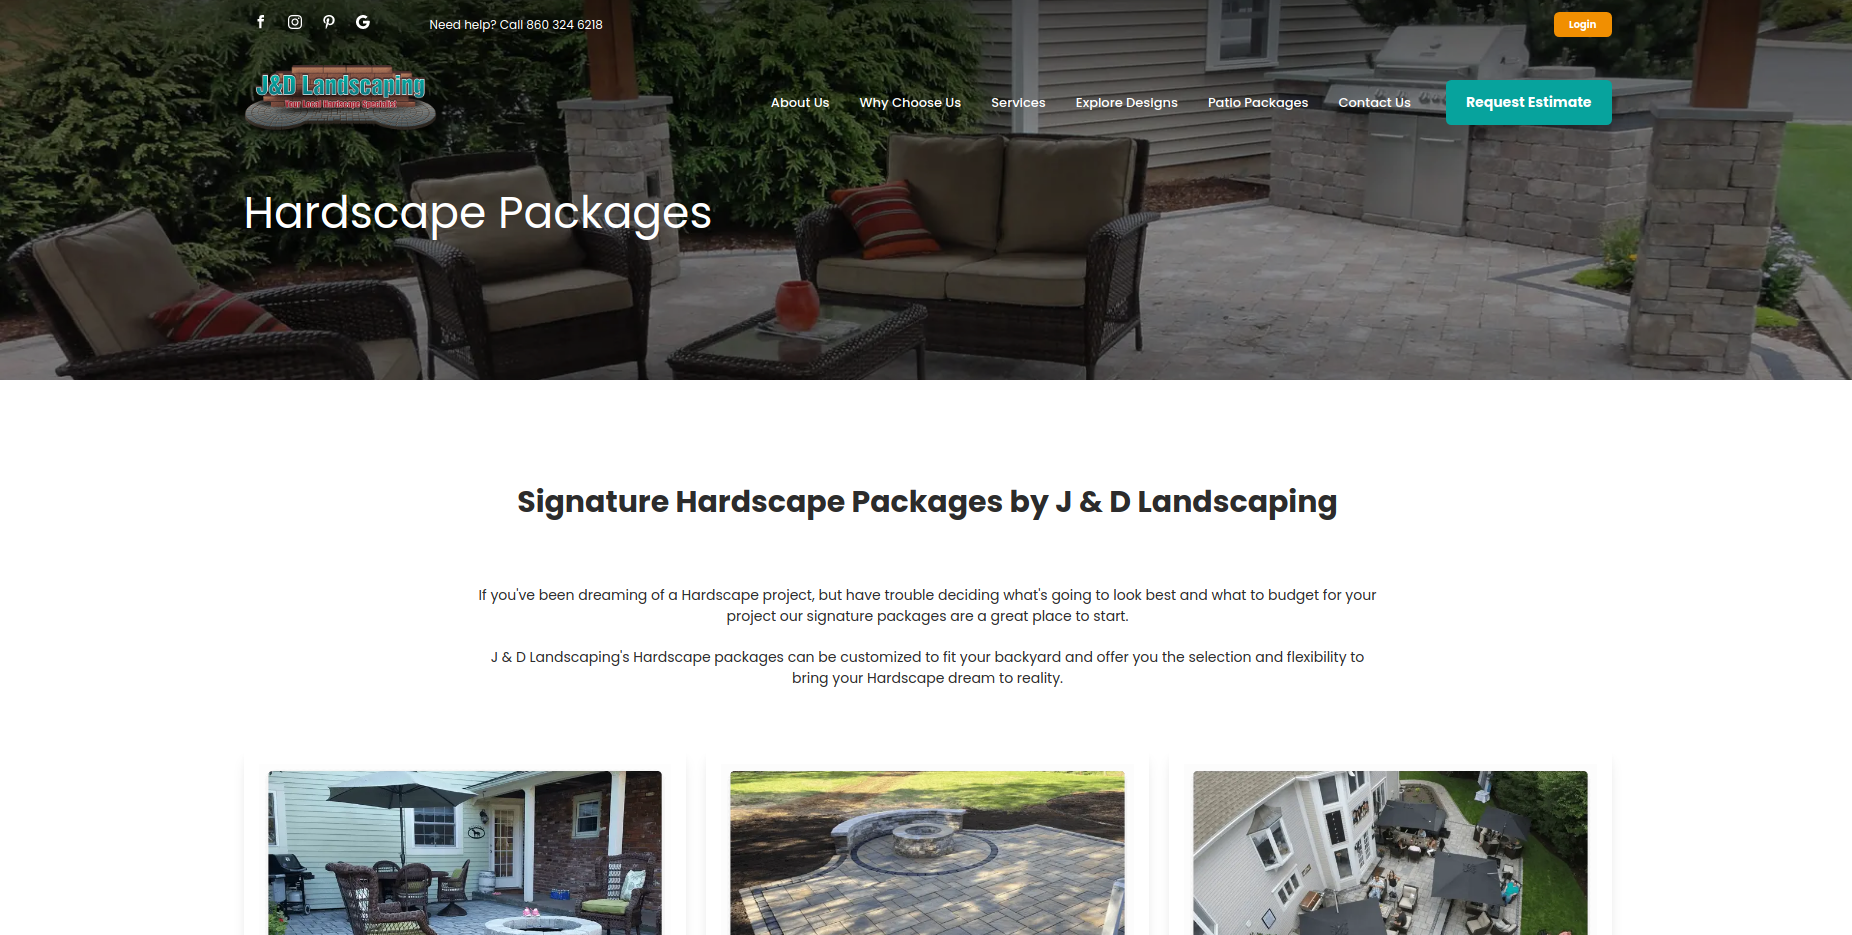 Need help? Call 860 324 6218
Login
J&D Landscaping
Your Local Hardscape Specialist
About Us
Why Choose Us
Services
Explore Designs
Patio Packages
Contact Us
Request Estimate
Hardscape Packages
Signature Hardscape Packages by J & D Landscaping
If you've been dreaming of a Hardscape project, but have trouble deciding what's going to look best and what to budget for your
project our signature packages are a great place to start.
J & D Landscaping's Hardscape packages can be customized to fit your backyard and offer you the selection and flexibility to
bring your Hardscape dream to reality.